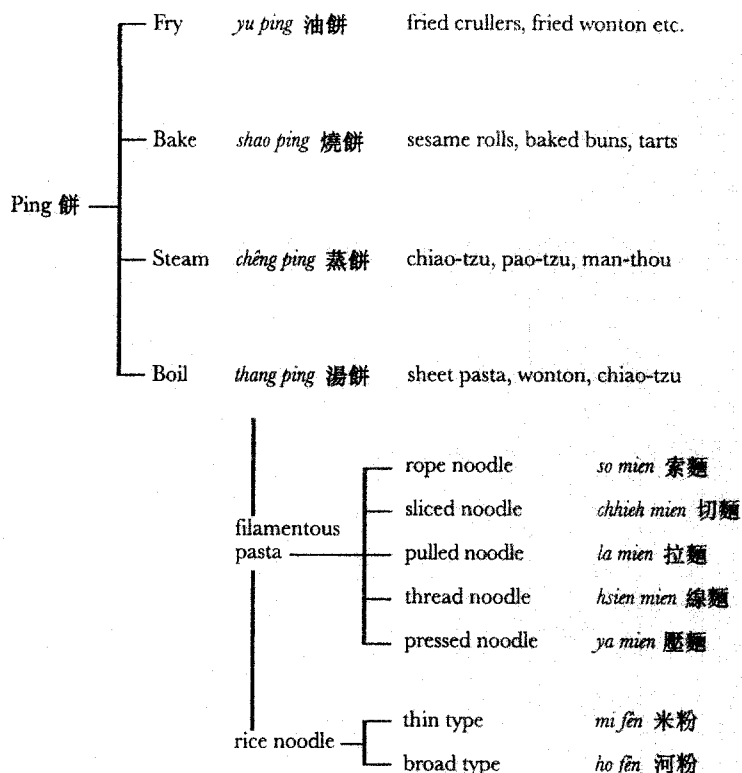 Fry yu ping 油餅 fried crullers, fried wonton etc.
Bake shao ping 燒餅 sesame rolls, baked buns, tarts
Ping 餅
Steam chêng ping 蒸餅 chiao-tzu, pao-tzu, man-thou
Boil thang ping 湯餅 sheet pasta, wonton, chiao-tzu
rope noodle so mien 索麵
sliced noodle chhieh mien 切麵
filamentous
pasta
pulled noodle la mien 拉麵
thread noodle hsien mien 線麵
pressed noodle ya mien 壓麵
rice noodle
thin type mi fên 米粉
broad type ho fên 河粉